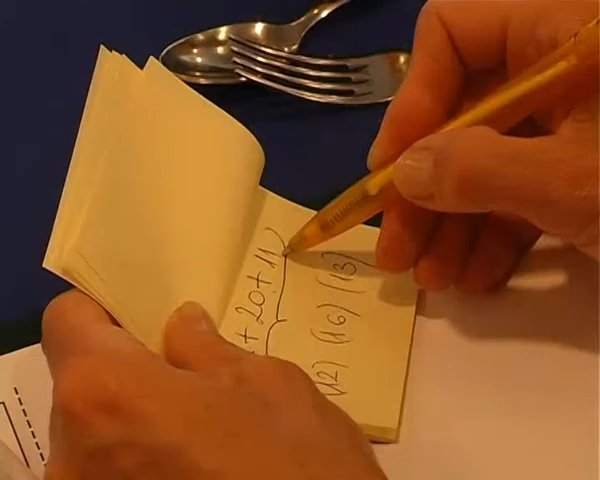 + 20 + 11
(12) (16) (13)